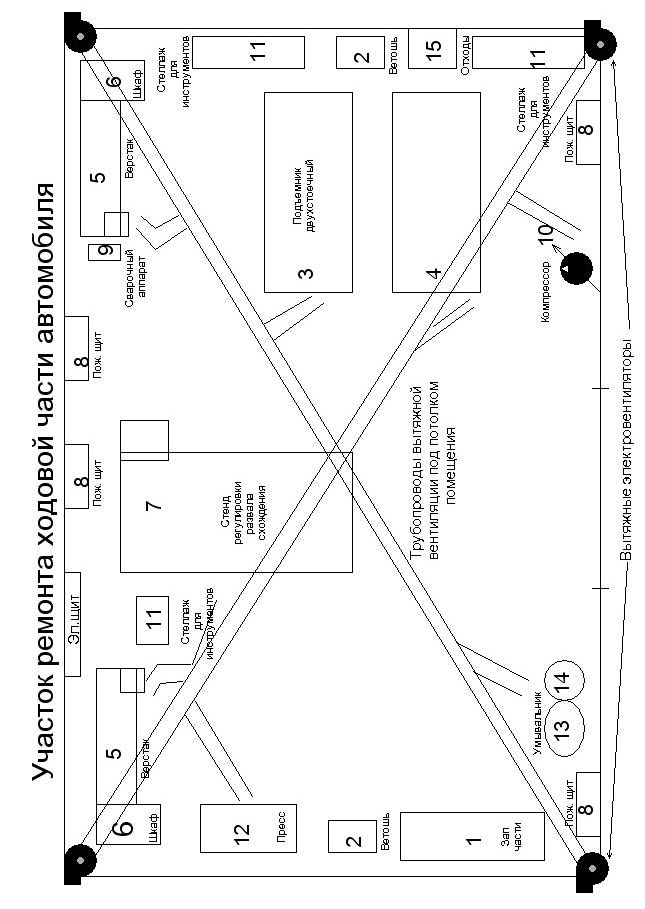 Участок ремонта ходовой части автомобиля
Эл.щит
8
Пож. щит
8
Пож. щит
6
Шкаф
5
Верстак
11
Стеллаж
для
инструментов
7
Стенд
регулировки
развала
схождения
9
Сварочный
аппарат
5
Верстак
6
Шкаф
Стеллаж
для
инструментов
11
12
Пресс
2
Ветошь
3
Подъемник
двухстоечный
2
Ветошь
15
Отходы
1
Зап
части
Трубопроводы вытяжной
вентиляции под потолком
помещения
4
11
Стеллаж
для
инструментов
Умывальник
13
14
Компрессор
10
Пож. щит
8
Пож. щит
8
Вытяжные электровентиляторы